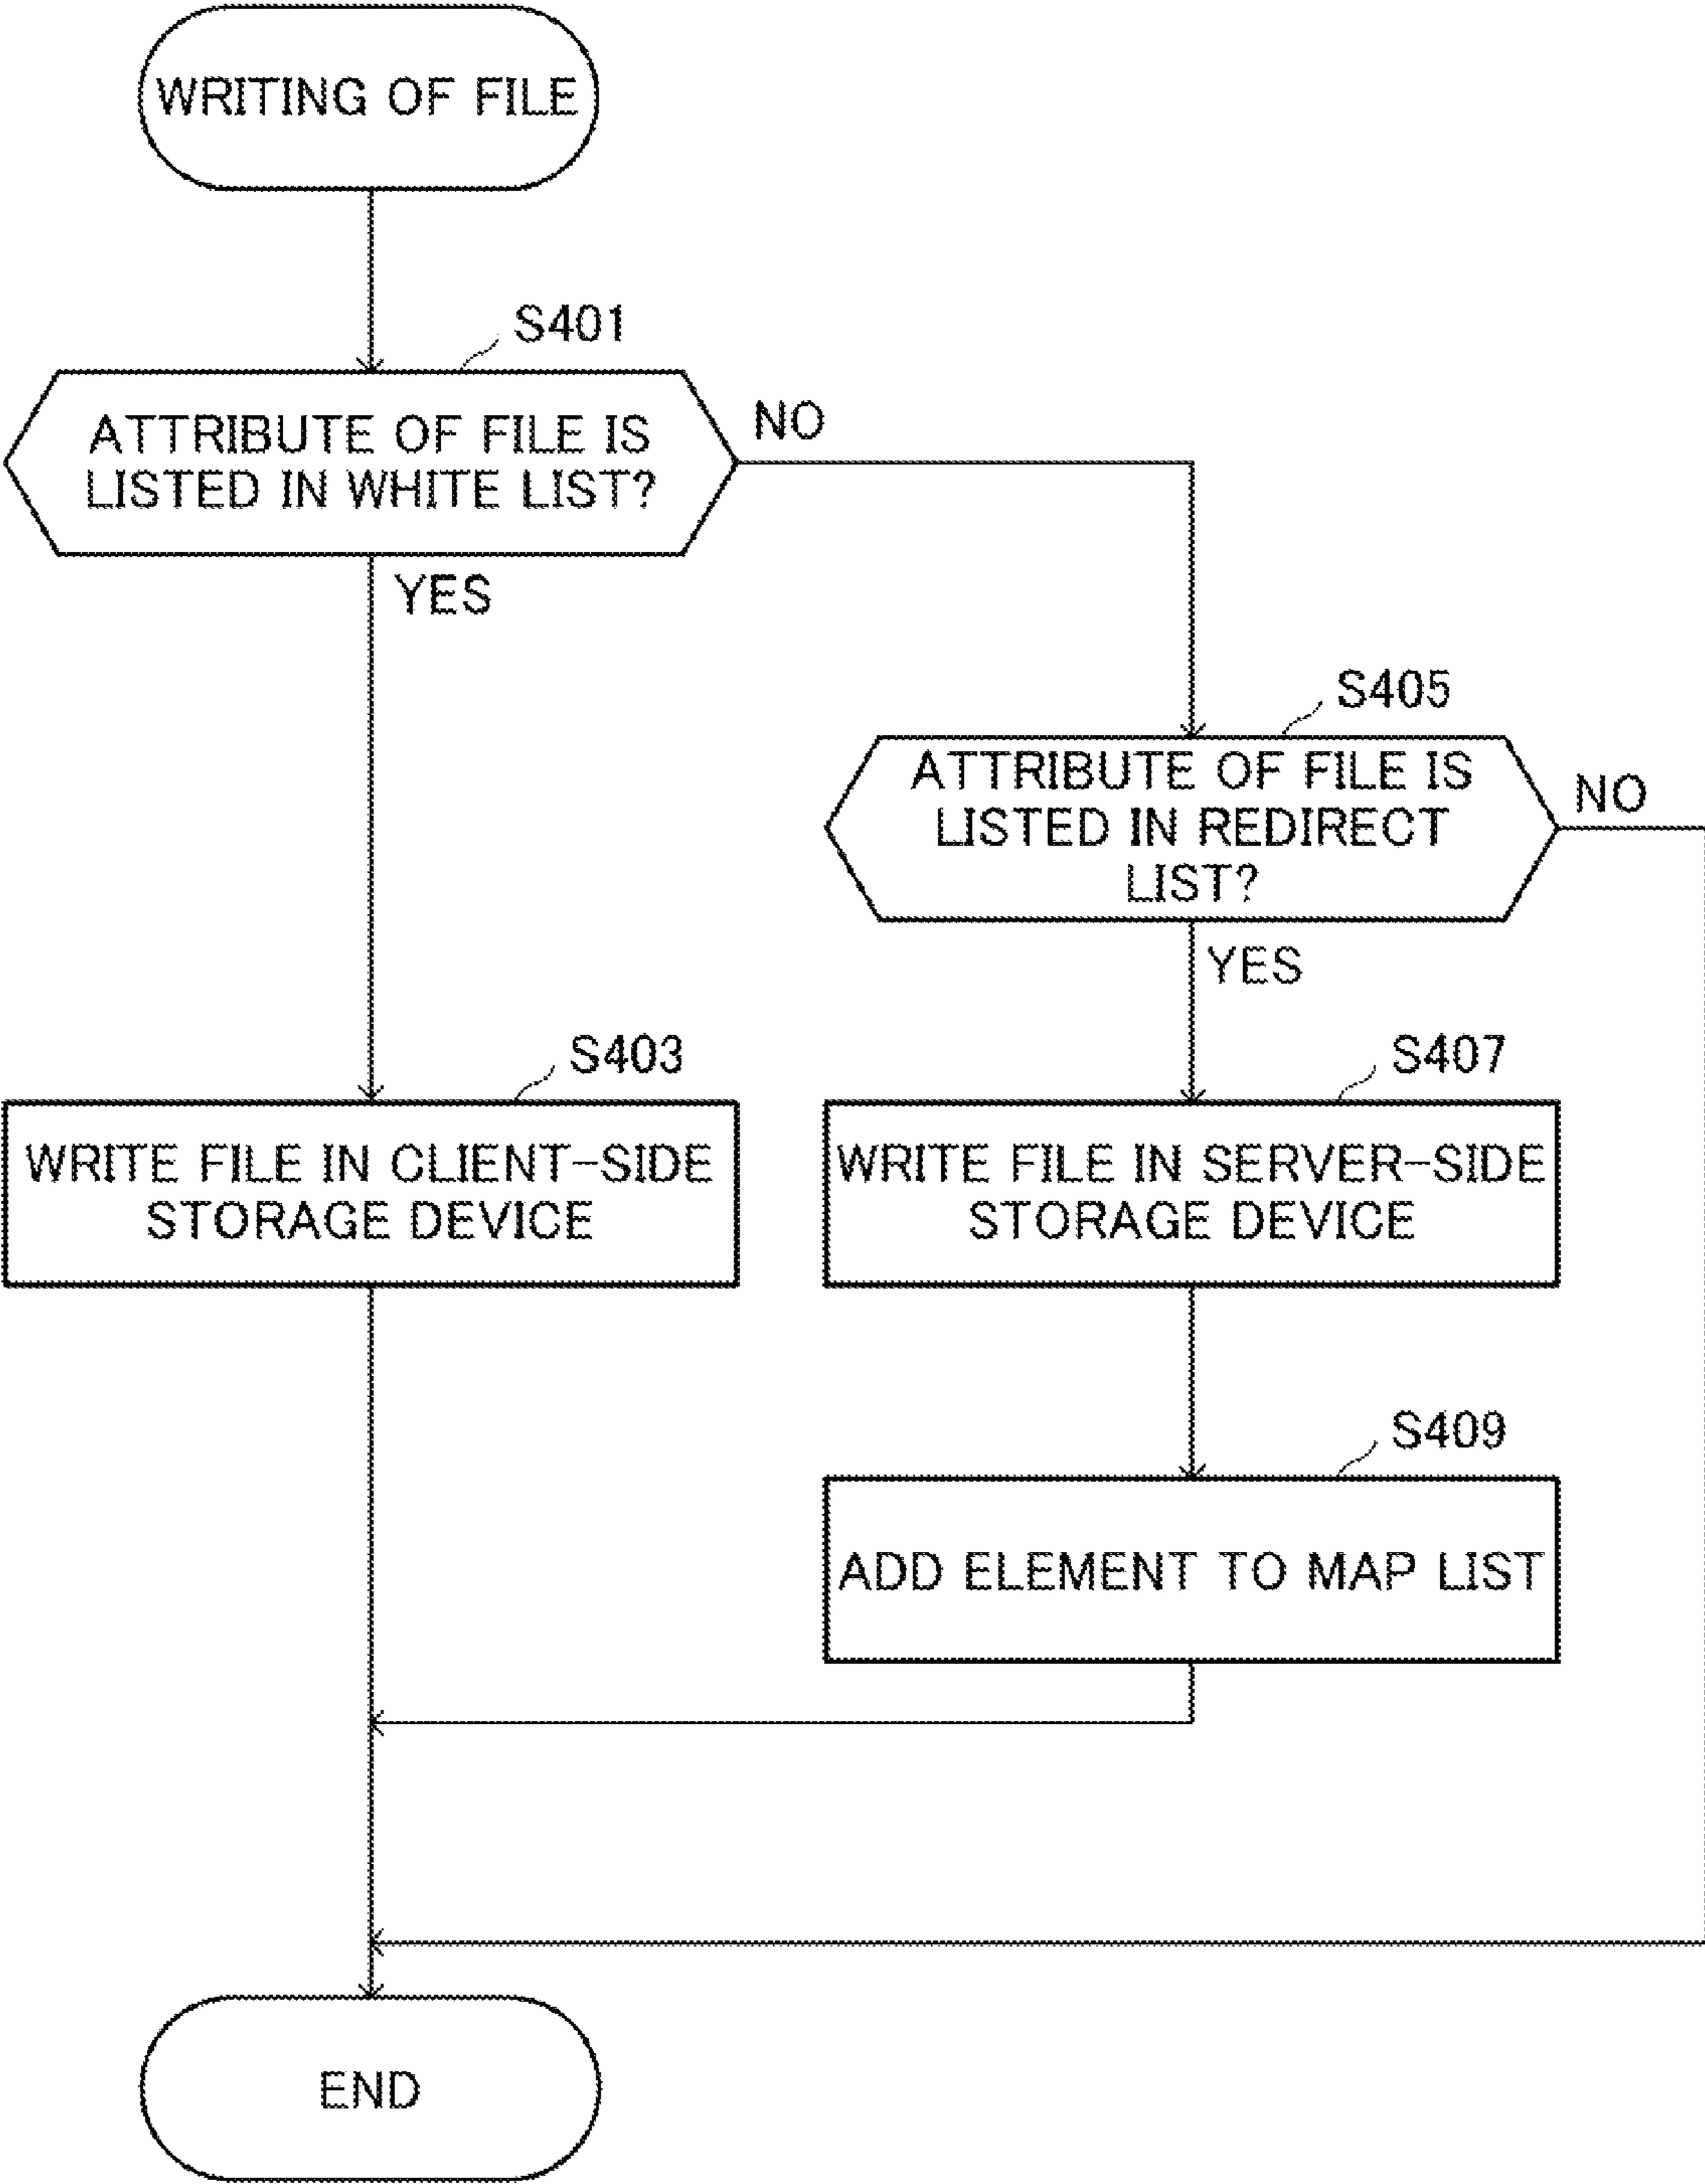 WRITING OF FILE
S401
ATTRIBUTE OF FILE IS
LISTED IN WHITE LIST?
NO
YES
S405
ATTRIBUTE OF FILE IS
LISTED IN REDIRECT
LIST?
NO
YES
S403
WRITE FILE IN CLIENT-SIDE
STORAGE DEVICE
S407
WRITE FILE IN SERVER-SIDE
STORAGE DEVICE
S409
ADD ELEMENT TO MAP LIST
END